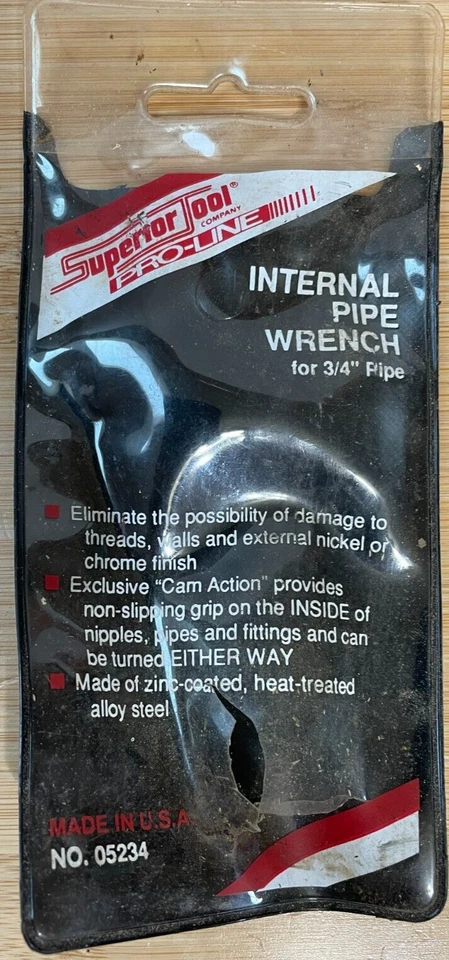 Superior Tool®
COMPANY
PRO-LINE
INTERNAL
PIPE
WRENCH
for 3/4" Pipe
Eliminate the possibility of damage to
threads, walls and external nickel or
chrome finish
Exclusive "Cam Action" provides
non-slipping grip on the INSIDE of
nipples, pipes and fittings and can
be turned EITHER WAY
Made of zinc-coated, heat-treated
alloy steel
MADE IN U.S.A.
NO. 05234